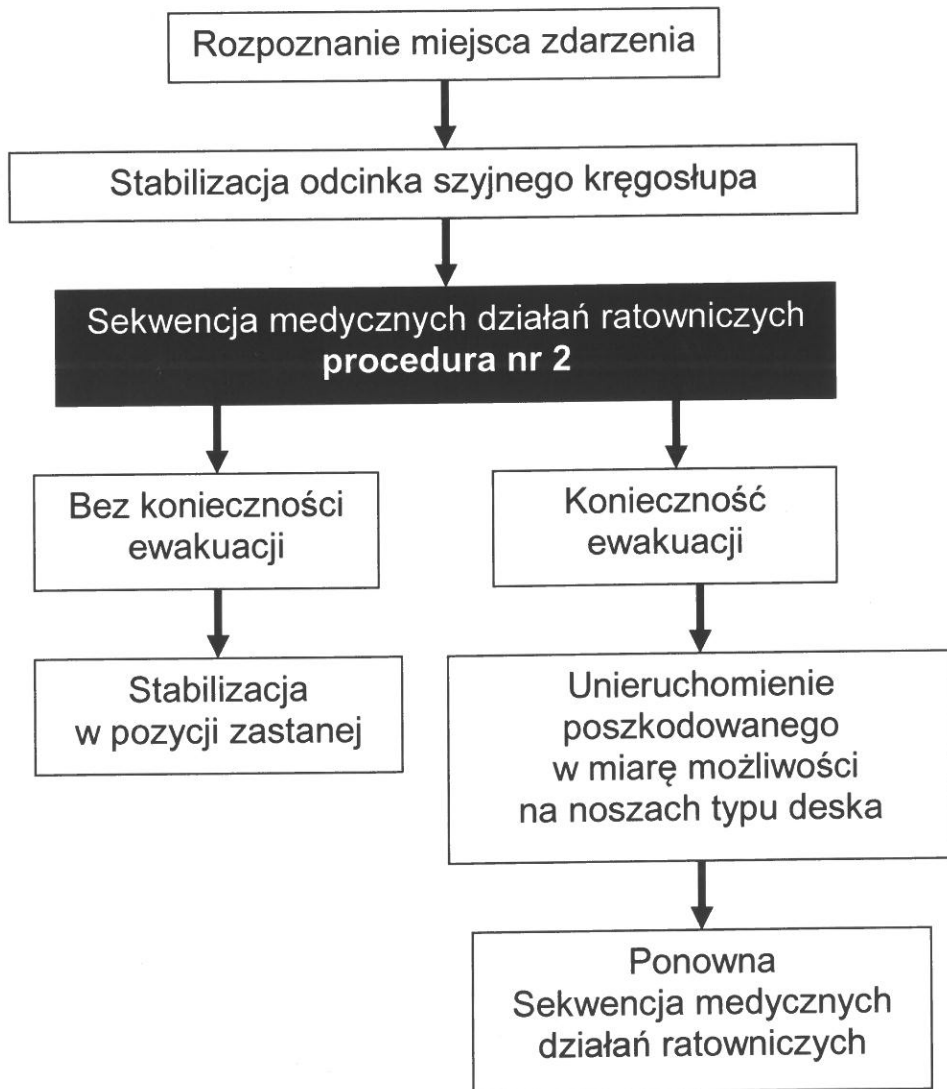 Rozpoznanie miejsca zdarzenia
Stabilizacja odcinka szyjnego kręgosłupa
Sekwencja medycznych działań ratowniczych
procedura nr 2
Bez konieczności
ewakuacji
Konieczność
ewakuacji
Stabilizacja
w pozycji zastanej
Unieruchomienie
poszkodowanego
w miarę możliwości
na noszach typu deska
Ponowna
Sekwencja medycznych
działań ratowniczych